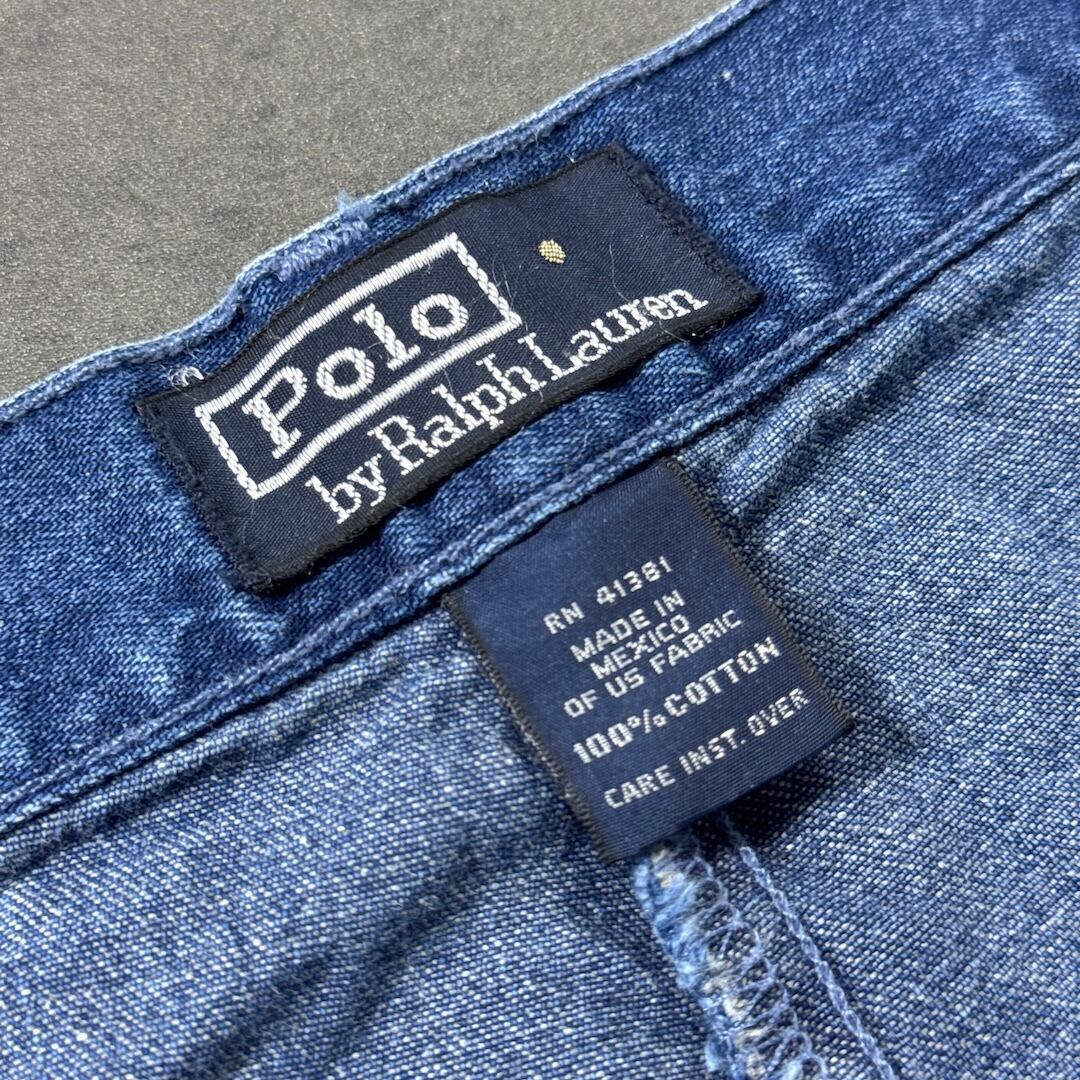 Polo
by Ralph Lauren
RN 41381
MADE IN
MEXICO
OF US FABRIC
100% COTTON
CARE INST. OVER